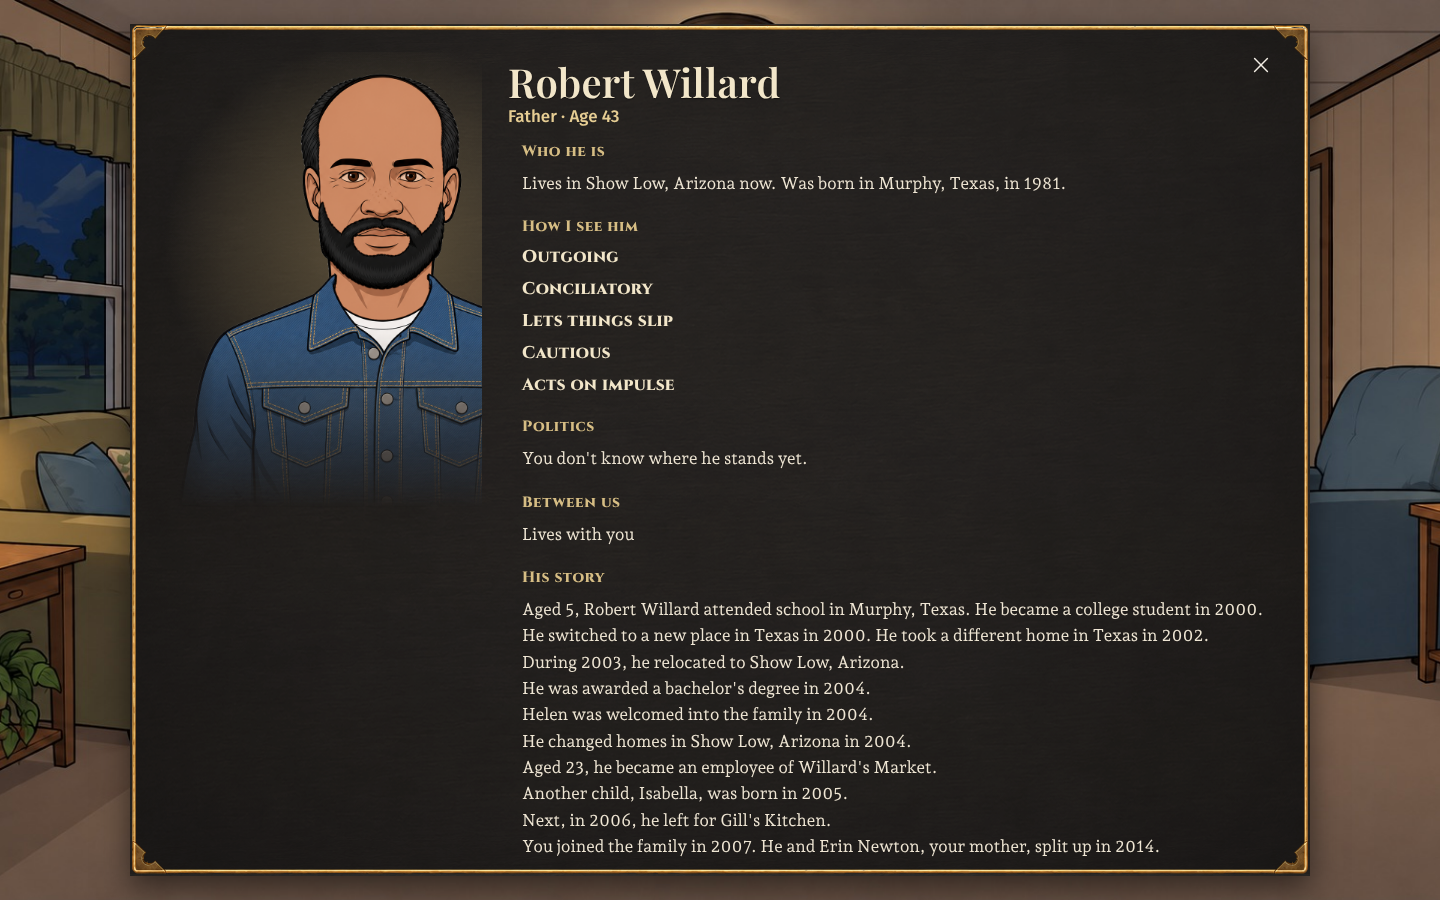 Robert Willard
Father · Age 43
Who he is
Lives in Show Low, Arizona now. Was born in Murphy, Texas, in 1981.
How I see him
Outgoing
Conciliatory
Lets things slip
Cautious
Acts on impulse
Politics
You don't know where he stands yet.
Between us
Lives with you
His story
Aged 5, Robert Willard attended school in Murphy, Texas. He became a college student in 2000.
He switched to a new place in Texas in 2000. He took a different home in Texas in 2002.
During 2003, he relocated to Show Low, Arizona.
He was awarded a bachelor's degree in 2004.
Helen was welcomed into the family in 2004.
He changed homes in Show Low, Arizona in 2004.
Aged 23, he became an employee of Willard's Market.
Another child, Isabella, was born in 2005.
Next, in 2006, he left for Gill's Kitchen.
You joined the family in 2007. He and Erin Newton, your mother, split up in 2014.